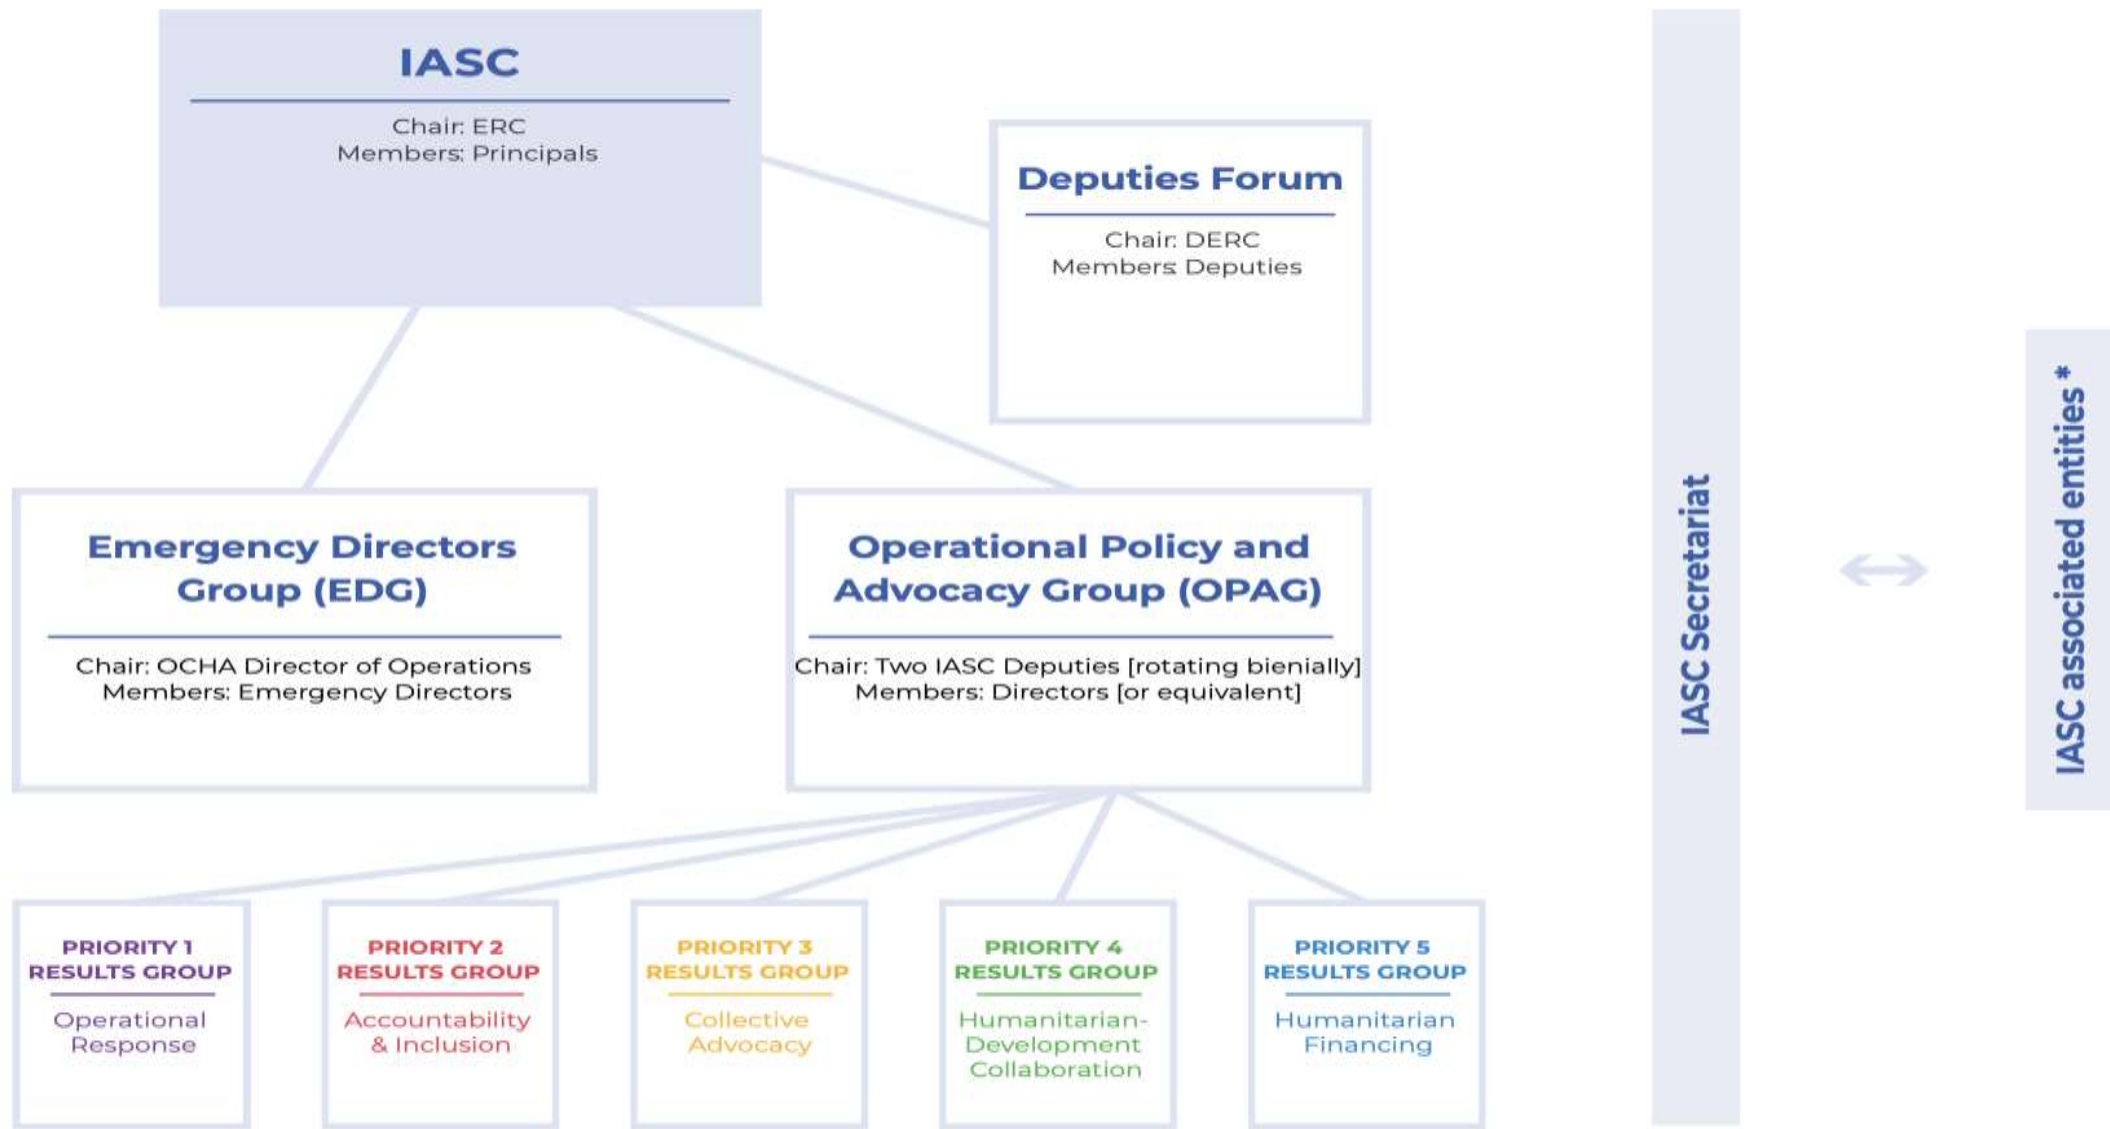 IASC
Chair: ERC
Members: Principals
Deputies Forum
Chair: DERC
Members: Deputies
Emergency Directors
Group (EDG)
Chair: OCHA Director of Operations
Members: Emergency Directors
Operational Policy and
Advocacy Group (OPAG)
Chair: Two IASC Deputies [rotating bienially]
Members: Directors [or equivalent]
PRIORITY 1
RESULTS GROUP
Operational
Response
PRIORITY 2
RESULTS GROUP
Accountability
& Inclusion
PRIORITY 3
RESULTS GROUP
Collective
Advocacy
PRIORITY 4
RESULTS GROUP
Humanitarian-
Development
Collaboration
PRIORITY 5
RESULTS GROUP
Humanitarian
Financing
IASC Secretariat
IASC associated entities *